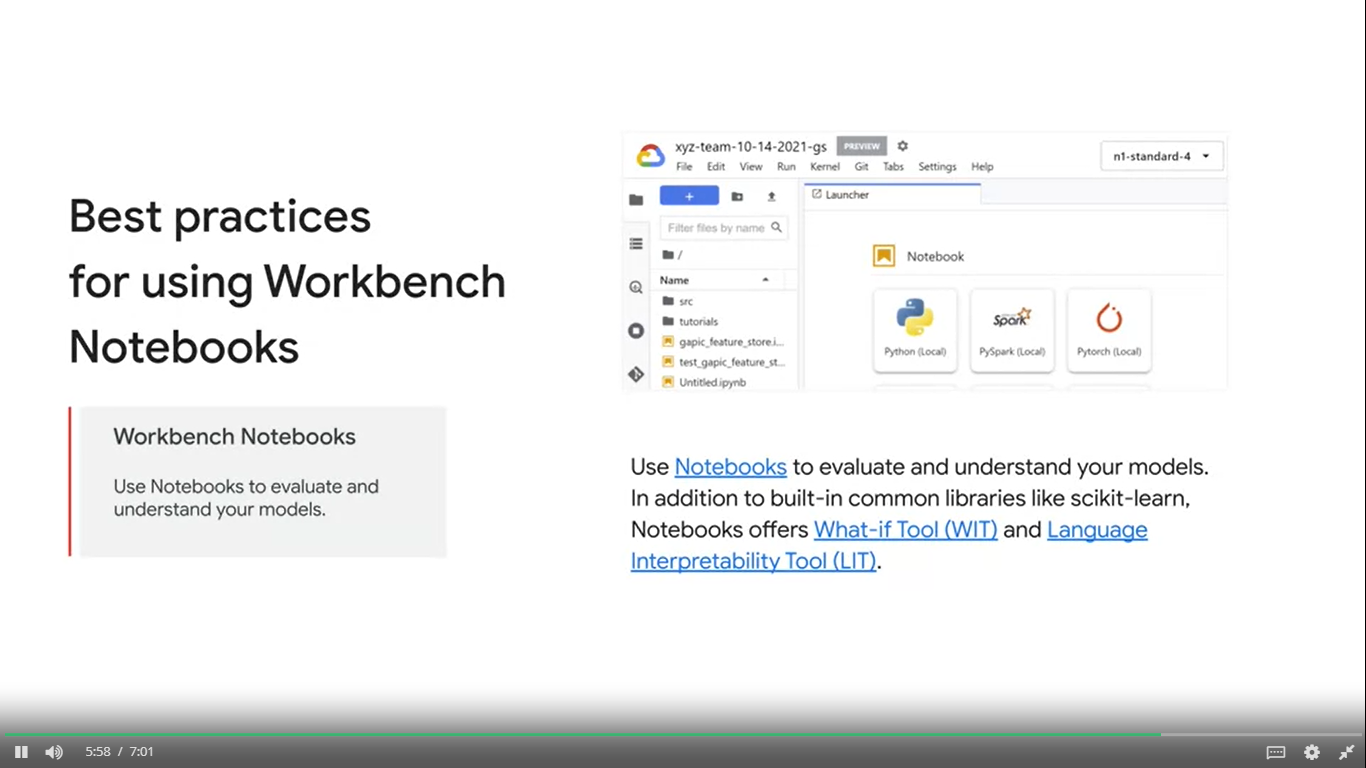 Best practices
for using Workbench
Notebooks
Workbench Notebooks
Use Notebooks to evaluate and
understand your models.
xyz-team-10-14-2021-gs PREVIEW
File Edit View Run Kernel Git Tabs Settings Help
n1-standard-4
+
Launcher
Filter files by name
/
Name
src
tutorials
gapic_feature_store.i...
test_gapic_feature_st...
Untitled.ipynb
Notebook
Spark
Python (Local) PySpark (Local) Pytorch (Local)
Use Notebooks to evaluate and understand your models.
In addition to built-in common libraries like scikit-learn,
Notebooks offers What-if Tool (WIT) and Language
Interpretability Tool (LIT).
5:58 / 7:01